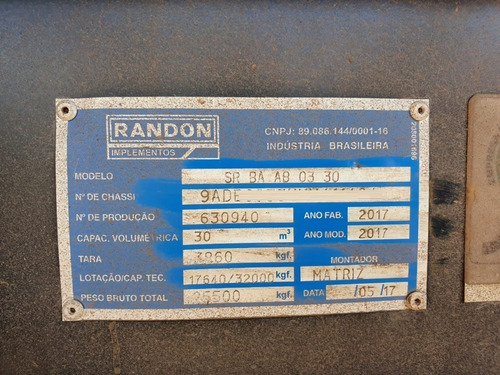 RANDON
IMPLEMENTOS
CNPJ: 89.086.144/0001-16
INDÚSTRIA BRASILEIRA
MODELO SR BA AB 03 30
Nº DE CHASSI 9ADE
Nº DE PRODUÇÃO 630940 ANO FAB. 2017
CAPAC. VOLUMÉTRICA 30 m³ ANO MOD. 2017
TARA kgf. MONTADOR
LOTAÇÃO/CAP. TEC. 17640/32000 kgf. MATRIZ
PESO BRUTO TOTAL kgf. DATA /05/17